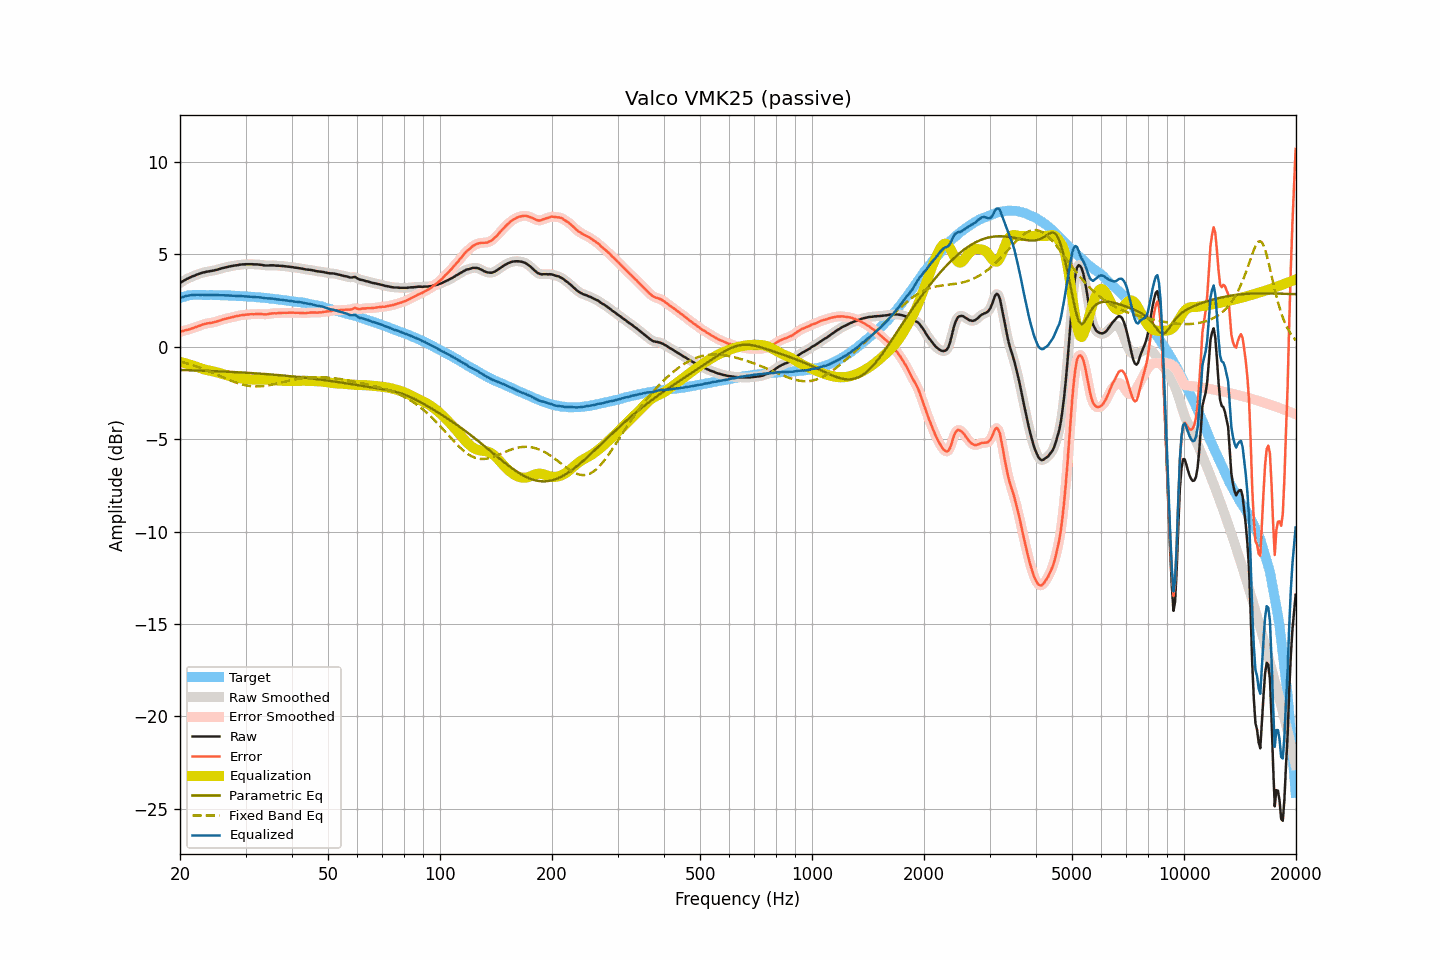 Valco VMK25 (passive)
10
5
0
−5
−10
−15
−20
−25
Amplitude (dBr)
Target
Raw Smoothed
Error Smoothed
Raw
Error
Equalization
Parametric Eq
Fixed Band Eq
Equalized
20 50 100 200 500 1000 2000 5000 10000 20000
Frequency (Hz)